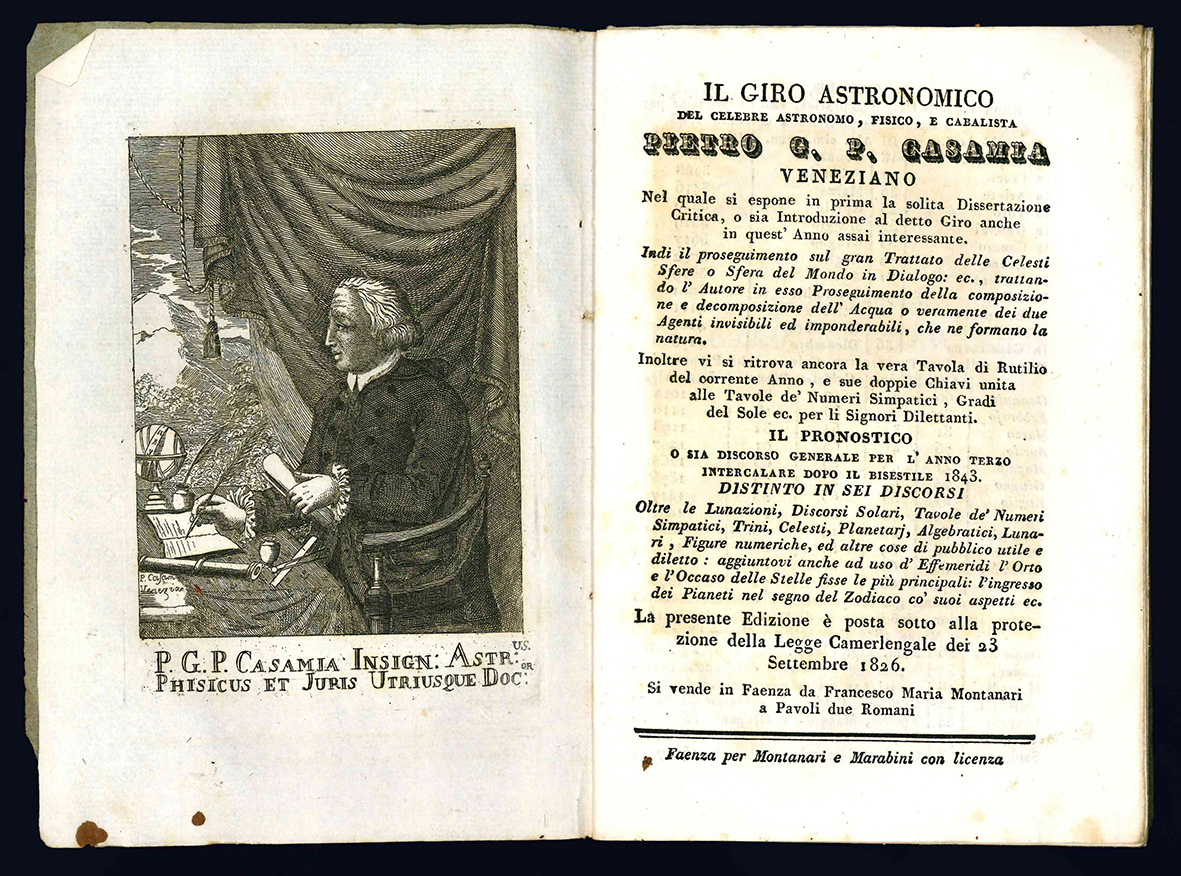 P. Casam
Venezian
P. G. P. CASAMIA INSIGN: ASTR:US.
PHISICUS ET JURIS UTRIUSQUE DOC:OR
IL GIRO ASTRONOMICO
DEL CELEBRE ASTRONOMO, FISICO, E CABALISTA
PIETRO G. P. CASAMIA
VENEZIANO
Nel quale si espone in prima la solita Dissertazione
Critica, o sia Introduzione al detto Giro anche
in quest' Anno assai interessante.
Indi il proseguimento sul gran Trattato delle Celesti
Sfere o Sfera del Mondo in Dialogo: ec., trattan-
do l' Autore in esso Proseguimento della composizio-
ne e decomposizione dell' Acqua o veramente dei due
Agenti invisibili ed imponderabili, che ne formano la
natura.
Inoltre vi si ritrova ancora la vera Tavola di Rutilio
del corrente Anno, e sue doppie Chiavi unita
alle Tavole de' Numeri Simpatici, Gradi
del Sole ec. per li Signori Dilettanti.
IL PRONOSTICO
O SIA DISCORSO GENERALE PER L' ANNO TERZO
INTERCALARE DOPO IL BISESTILE 1843.
DISTINTO IN SEI DISCORSI
Oltre le Lunazioni, Discorsi Solari, Tavole de' Numeri
Simpatici, Trini, Celesti, Planetarj, Algebratici, Luna-
ri, Figure numeriche, ed altre cose di pubblico utile e
diletto: aggiuntovi anche ad uso d' Effemeridi l' Orto
e l'Occaso delle Stelle fisse le più principali: l'ingresso
dei Pianeti nel segno del Zodiaco co' suoi aspetti ec.
La presente Edizione è posta sotto alla prote-
zione della Legge Camerlengale dei 23
Settembre 1826.
Si vende in Faenza da Francesco Maria Montanari
a Pavoli due Romani
Faenza per Montanari e Marabini con licenza